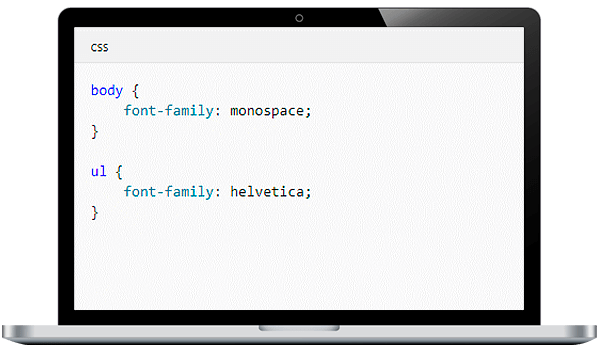 css
body {
    font-family: monospace;
}
ul {
    font-family: helvetica;
}